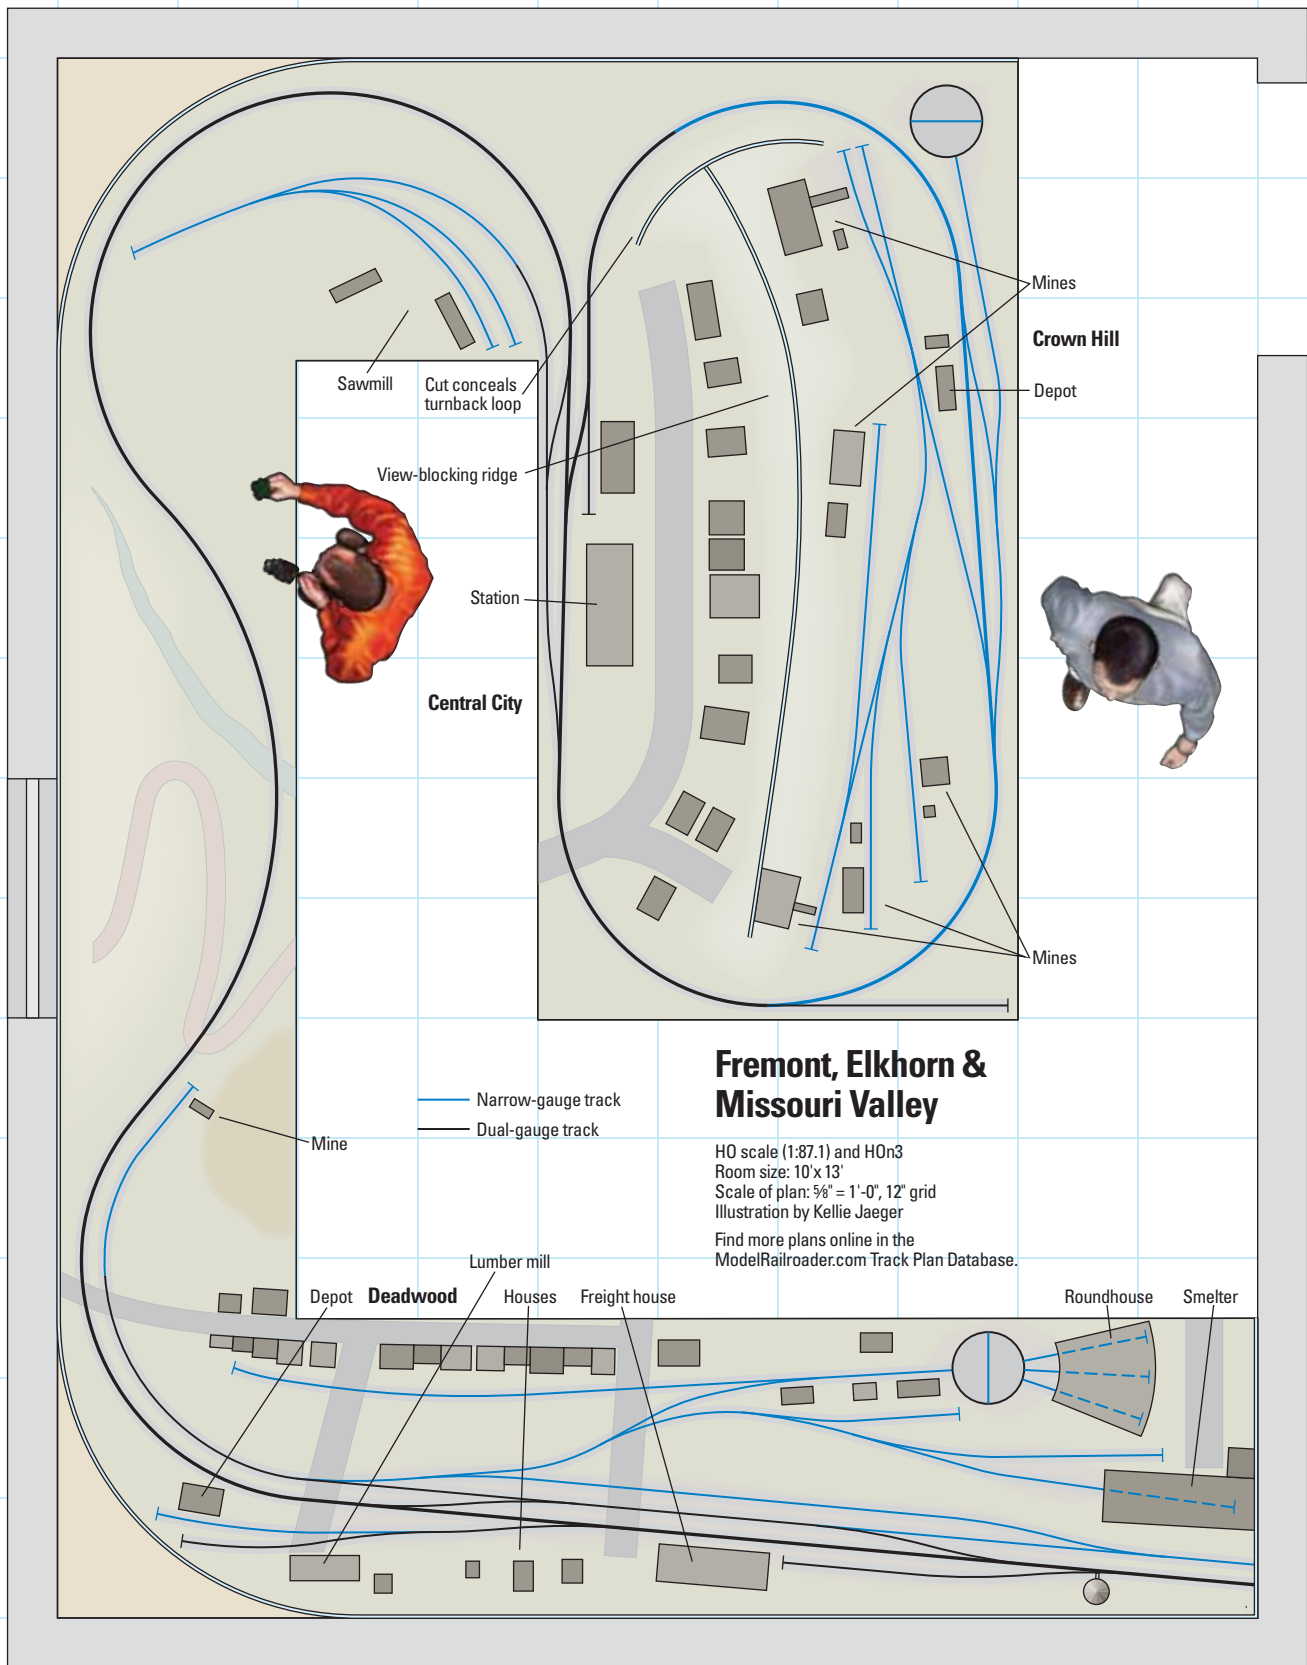 Mines
Crown Hill
Sawmill
Cut conceals
turnback loop
Depot
View-blocking ridge
Station
Central City
Mines
Fremont, Elkhorn &
Missouri Valley
Narrow-gauge track
Dual-gauge track
Mine
HO scale (1:87.1) and HOn3
Room size: 10'x 13'
Scale of plan: ⅝" = 1'-0", 12" grid
Illustration by Kellie Jaeger
Find more plans online in the
ModelRailroader.com Track Plan Database.
Lumber mill
Depot
Deadwood
Houses
Freight house
Roundhouse
Smelter